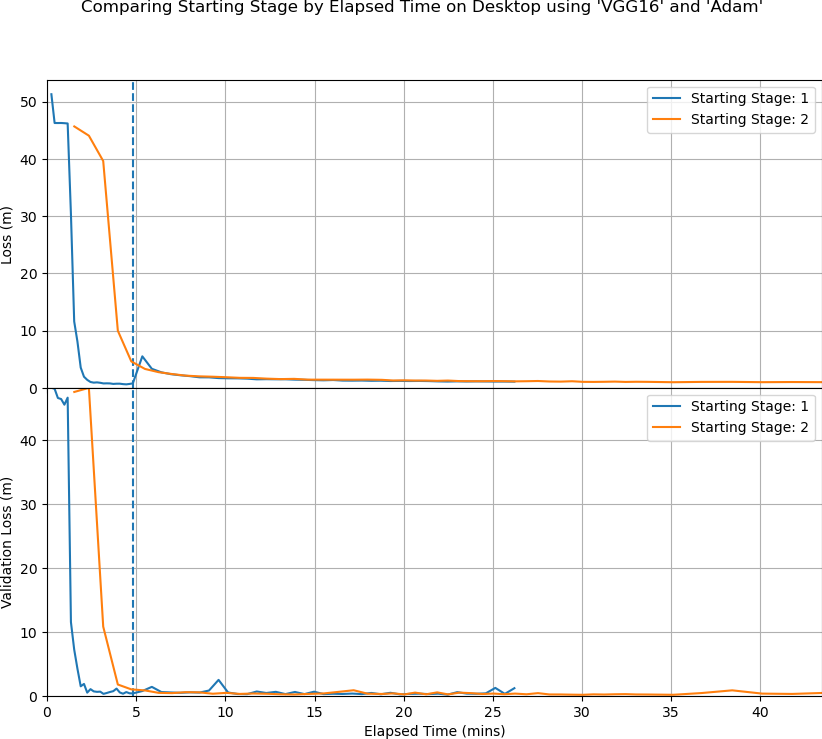 Comparing Starting Stage by Elapsed Time on Desktop using 'VGG16' and 'Adam'
50
40
30
20
10
0
Loss (m)
Starting Stage: 1
Starting Stage: 2
40
30
20
10
0
Validation Loss (m)
Starting Stage: 1
Starting Stage: 2
0 5 10 15 20 25 30 35 40
Elapsed Time (mins)